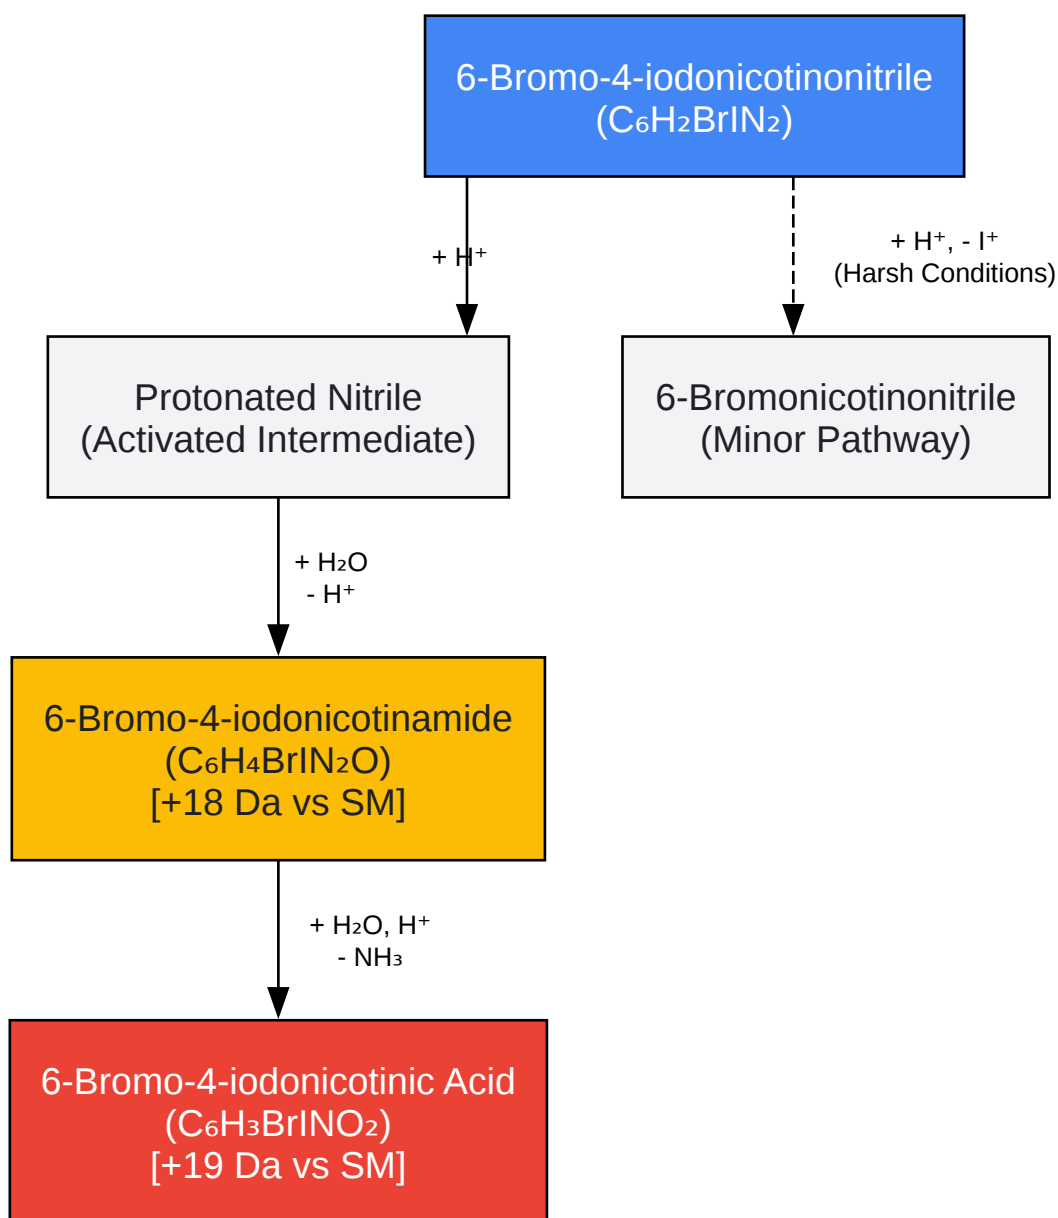 6-Bromo-4-iodonicotinonitrile
(C₆H₂BrIN₂)
+ H⁺
+ H⁺, - I⁺
(Harsh Conditions)
Protonated Nitrile
(Activated Intermediate)
6-Bromonicotinonitrile
(Minor Pathway)
+ H₂O
- H⁺
6-Bromo-4-iodonicotinamide
(C₆H₄BrIN₂O)
[+18 Da vs SM]
+ H₂O, H⁺
- NH₃
6-Bromo-4-iodonicotinic Acid
(C₆H₃BrINO₂)
[+19 Da vs SM]